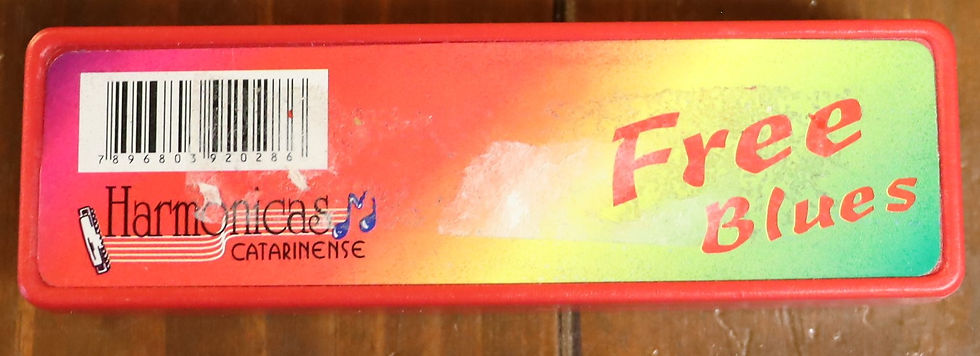 7896803920286
Harmonicas
CATARINENSE
Free
Blues